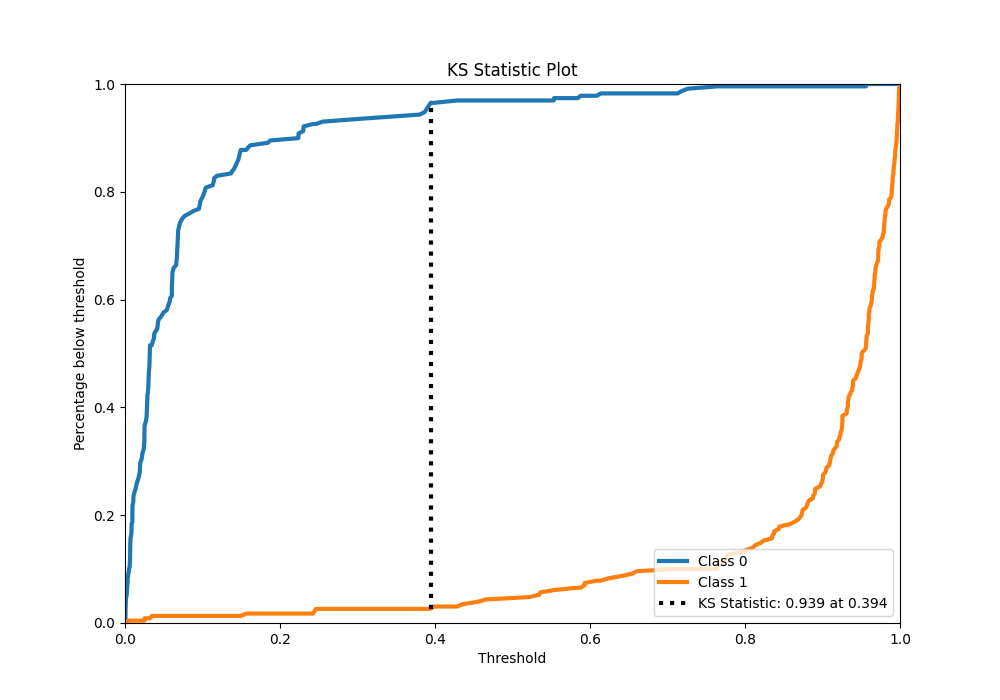 KS Statistic Plot
1.0
0.8
0.6
0.4
0.2
0.0
Percentage below threshold
0.0 0.2 0.4 0.6 0.8 1.0
Threshold
Class 0
Class 1
KS Statistic: 0.939 at 0.394